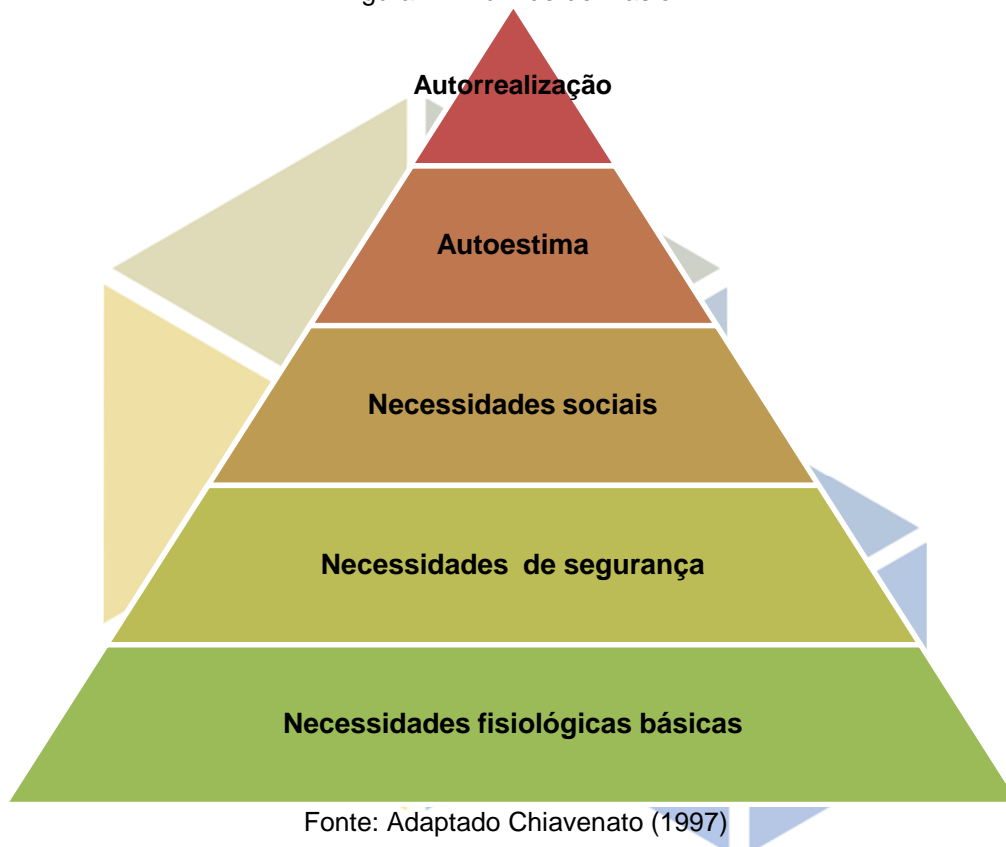 Autorrealização
Autoestima
Necessidades sociais
Necessidades de segurança
Necessidades fisiológicas básicas
Fonte: Adaptado Chiavenato (1997)